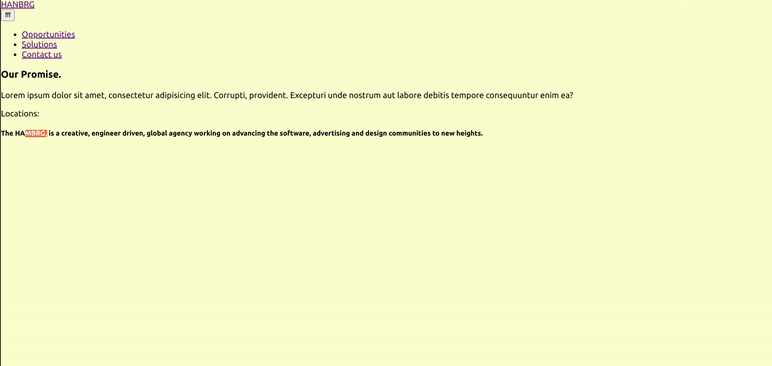 HANBRG
fff
Opportunities
Solutions
Contact us
Our Promise.
Lorem ipsum dolor sit amet, consectetur adipisicing elit. Corrupti, provident. Excepturi unde nostrum aut labore debitis tempore consequuntur enim ea?
Locations:
The HAMBRG, is a creative, engineer driven, global agency working on advancing the software, advertising and design communities to new heights.